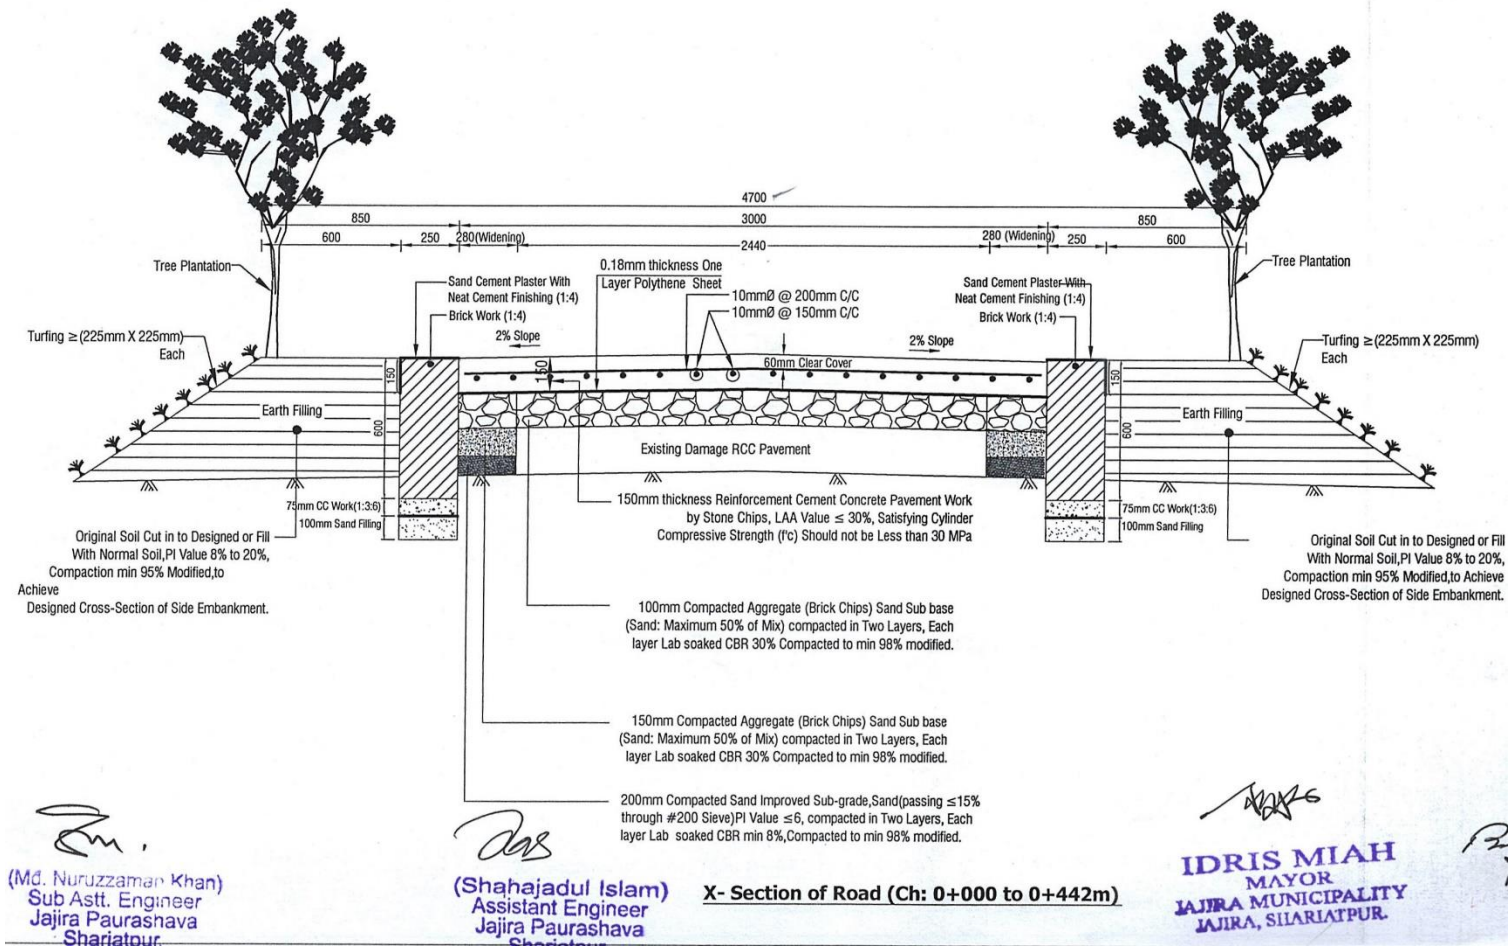 4700
850
3000
850
600
250
280(Widening)
2440
280 (Widening)
250
600
Tree Plantation
Sand Cement Plaster With
Neat Cement Finishing (1:4)
Brick Work (1:4)
0.18mm thickness One
Layer Polythene Sheet
10mmØ @ 200mm C/C
10mmØ @ 150mm C/C
Sand Cement Plaster With
Neat Cement Finishing (1:4)
Brick Work (1:4)
Tree Plantation
Turfing ≥ (225mm X 225mm)
Each
2% Slope
2% Slope
Turfing ≥ (225mm X 225mm)
Each
150
150
60mm Clear Cover
150
Earth Filling
600
Existing Damage RCC Pavement
Earth Filling
600
75mm CC Work(1:3:6)
100mm Sand Filling
75mm CC Work(1:3:6)
100mm Sand Filling
Original Soil Cut in to Designed or Fill
With Normal Soil,PI Value 8% to 20%,
Compaction min 95% Modified,to
Achieve
Designed Cross-Section of Side Embankment.
150mm thickness Reinforcement Cement Concrete Pavement Work
by Stone Chips, LAA Value ≤ 30%, Satisfying Cylinder
Compressive Strength (f'c) Should not be Less than 30 MPa
Original Soil Cut in to Designed or Fill
With Normal Soil,PI Value 8% to 20%,
Compaction min 95% Modified,to Achieve
Designed Cross-Section of Side Embankment.
100mm Compacted Aggregate (Brick Chips) Sand Sub base
(Sand: Maximum 50% of Mix) compacted in Two Layers, Each
layer Lab soaked CBR 30% Compacted to min 98% modified.
150mm Compacted Aggregate (Brick Chips) Sand Sub base
(Sand: Maximum 50% of Mix) compacted in Two Layers, Each
layer Lab soaked CBR 30% Compacted to min 98% modified.
200mm Compacted Sand Improved Sub-grade,Sand(passing ≤15%
through #200 Sieve)PI Value ≤6, compacted in Two Layers, Each
layer Lab soaked CBR min 8%,Compacted to min 98% modified.
(Md. Nuruzzaman Khan)
Sub Astt. Engineer
Jajira Paurashava
Shariatpur.
(Shahajadul Islam)
Assistant Engineer
Jajira Paurashava
Shariatpur.
X- Section of Road (Ch: 0+000 to 0+442m)
IDRIS MIAH
MAYOR
JAJIRA MUNICIPALITY
JAJIRA, SHARIATPUR.